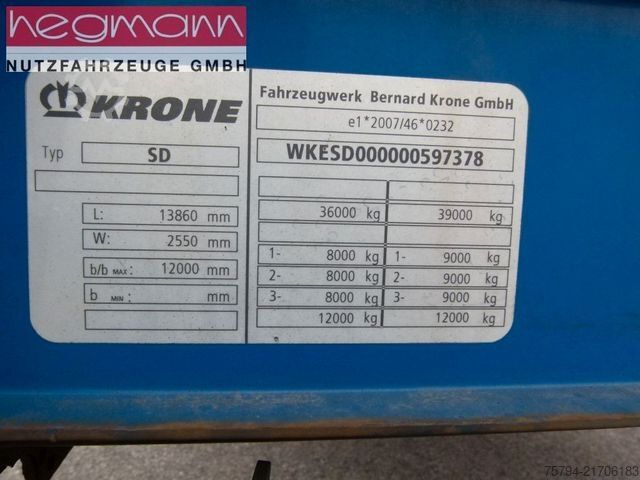 hegmann
NUTZFAHRZEUGE GMBH
KRONE
Typ SD
L: 13860 mm
W: 2550 mm
b/b MAX: 12000 mm
b MIN: mm
Fahrzeugwerk Bernard Krone GmbH
e1*2007/46*0232
WKESD000000597378
36000 kg 39000 kg
1- 8000 kg 1- 9000 kg
2- 8000 kg 2- 9000 kg
3- 8000 kg 3- 9000 kg
12000 kg 12000 kg
75794-21706183